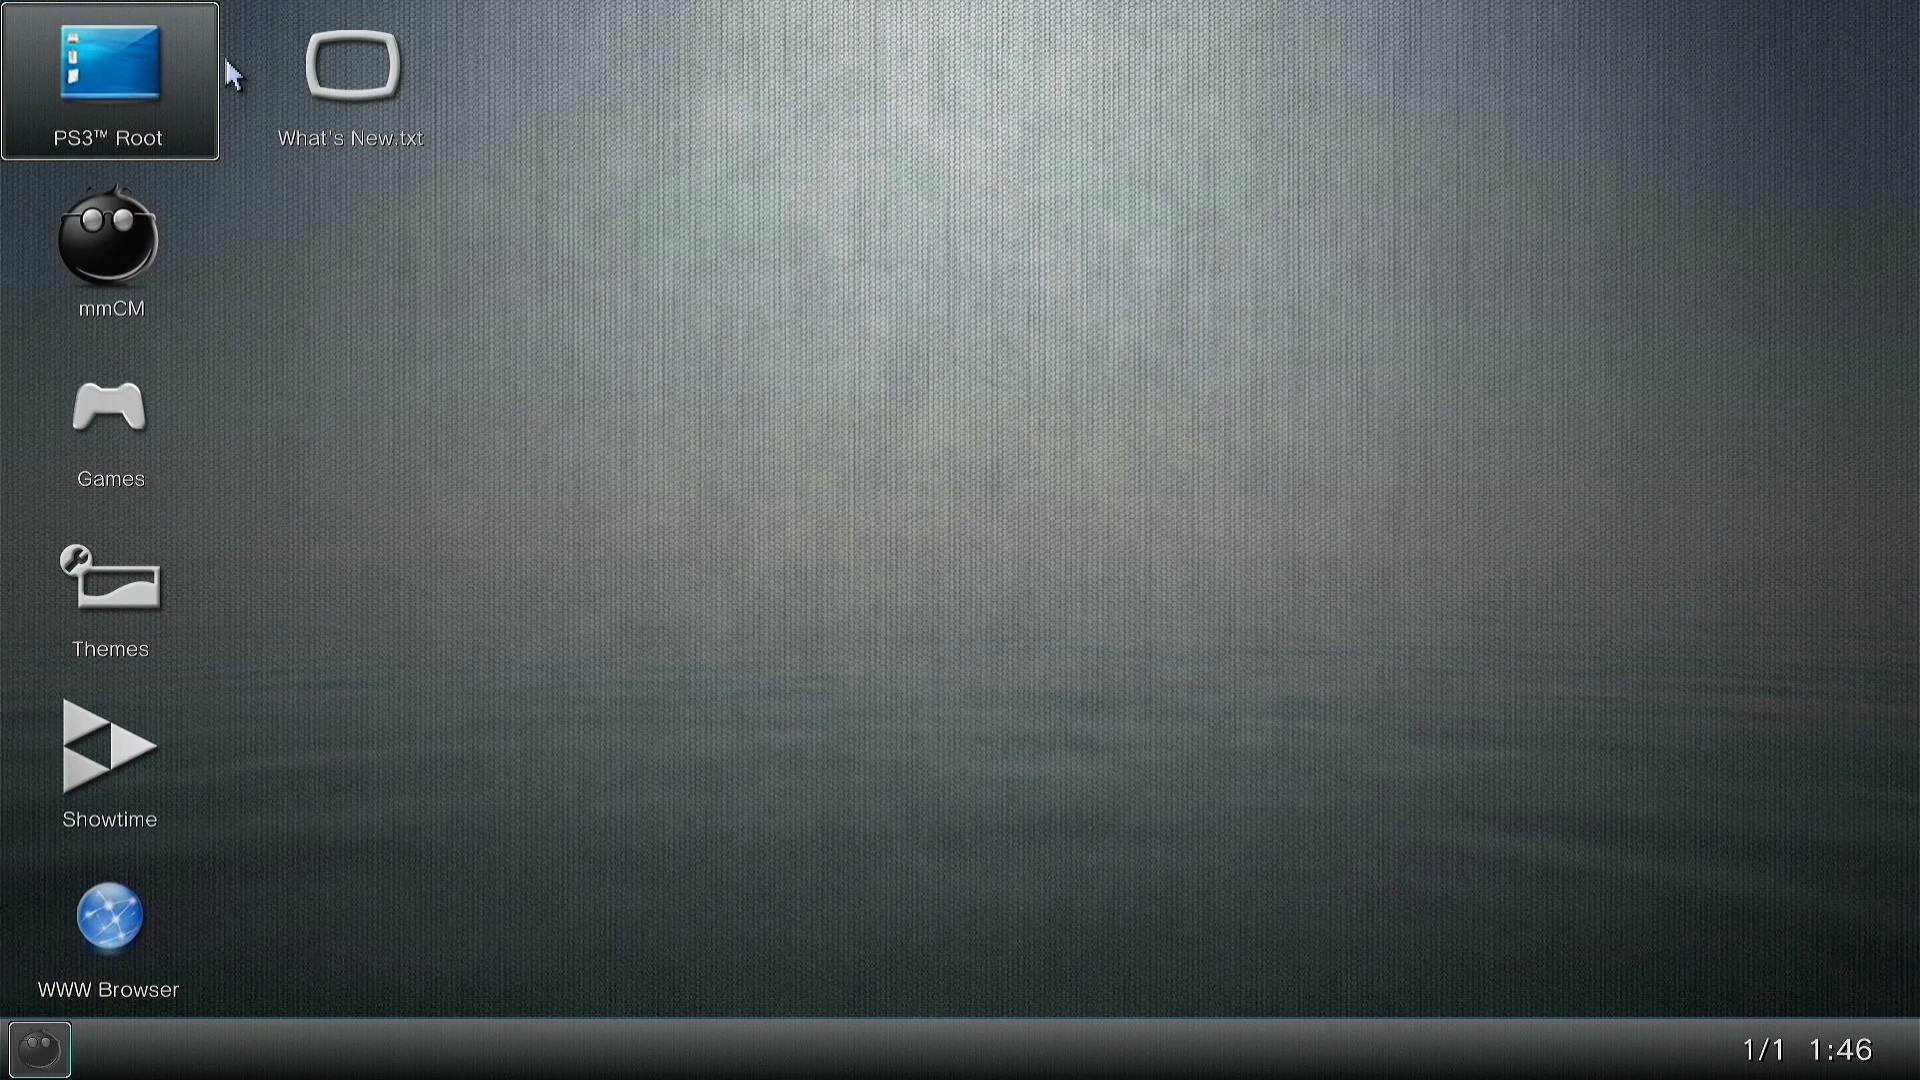 PS3™ Root
What's New.txt
mmCM
Games
Themes
Showtime
WWW Browser
1/1 1:46